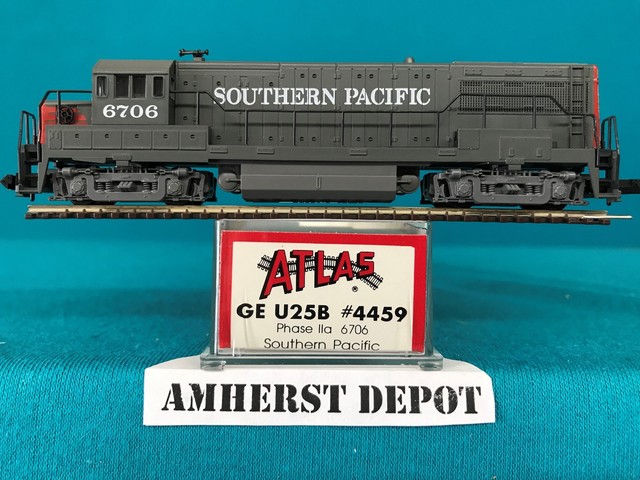 6706
SOUTHERN PACIFIC
ATLAS
®
GE U25B #4459
Phase IIa 6706
Southern Pacific
AMHERST DEPOT